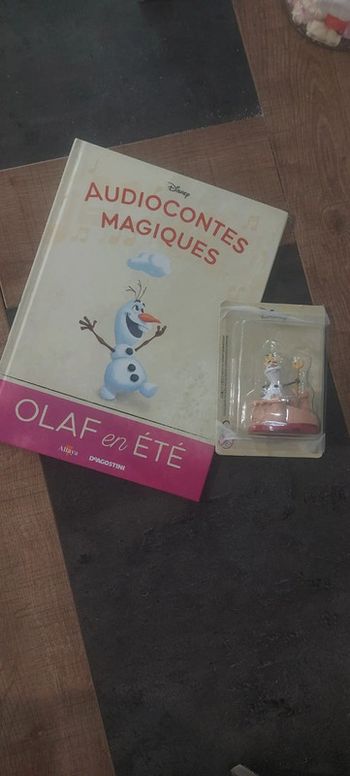 Disney
AUDIOCONTES
MAGIQUES
OLAF en ÉTÉ
Altaya
DeAGOSTINI